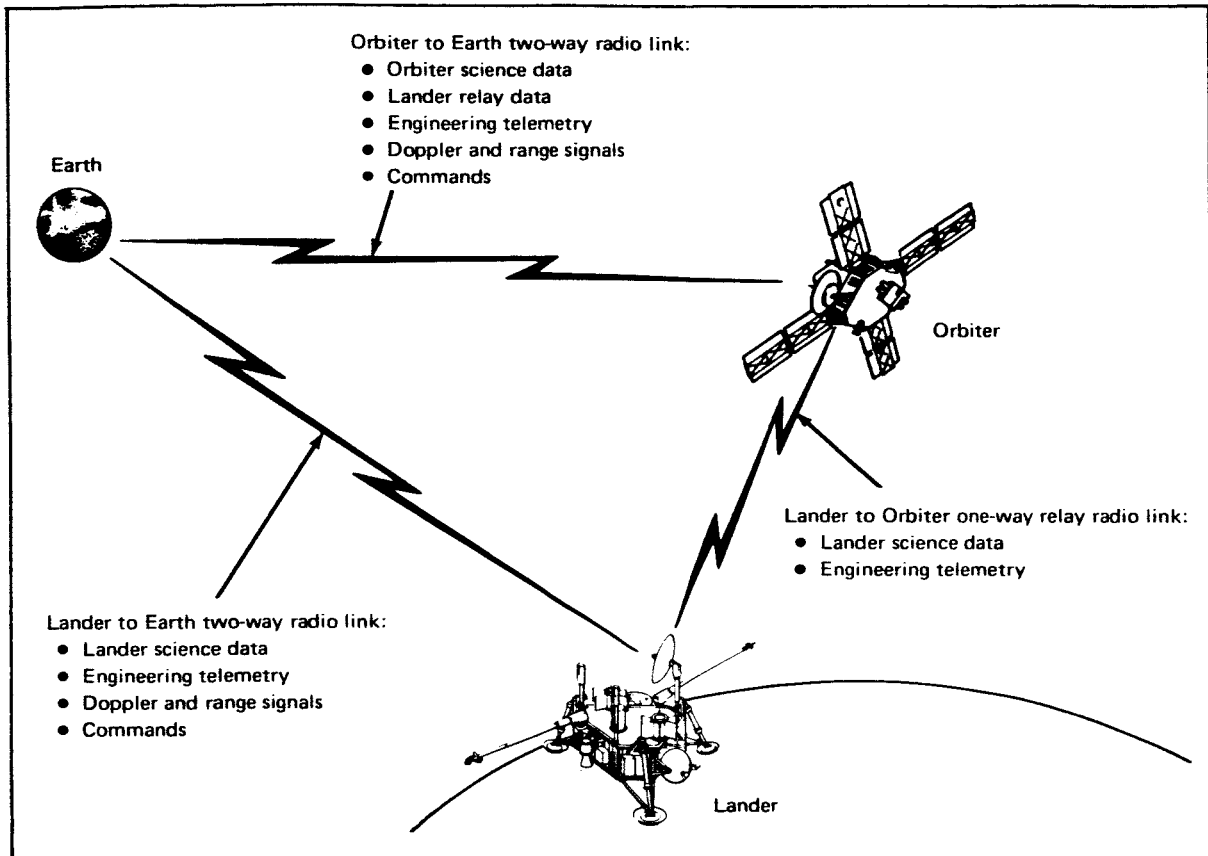 Orbiter to Earth two-way radio link:
● Orbiter science data
● Lander relay data
● Engineering telemetry
● Doppler and range signals
● Commands
Earth
Orbiter
Lander to Orbiter one-way relay radio link:
● Lander science data
● Engineering telemetry
Lander to Earth two-way radio link:
● Lander science data
● Engineering telemetry
● Doppler and range signals
● Commands
Lander